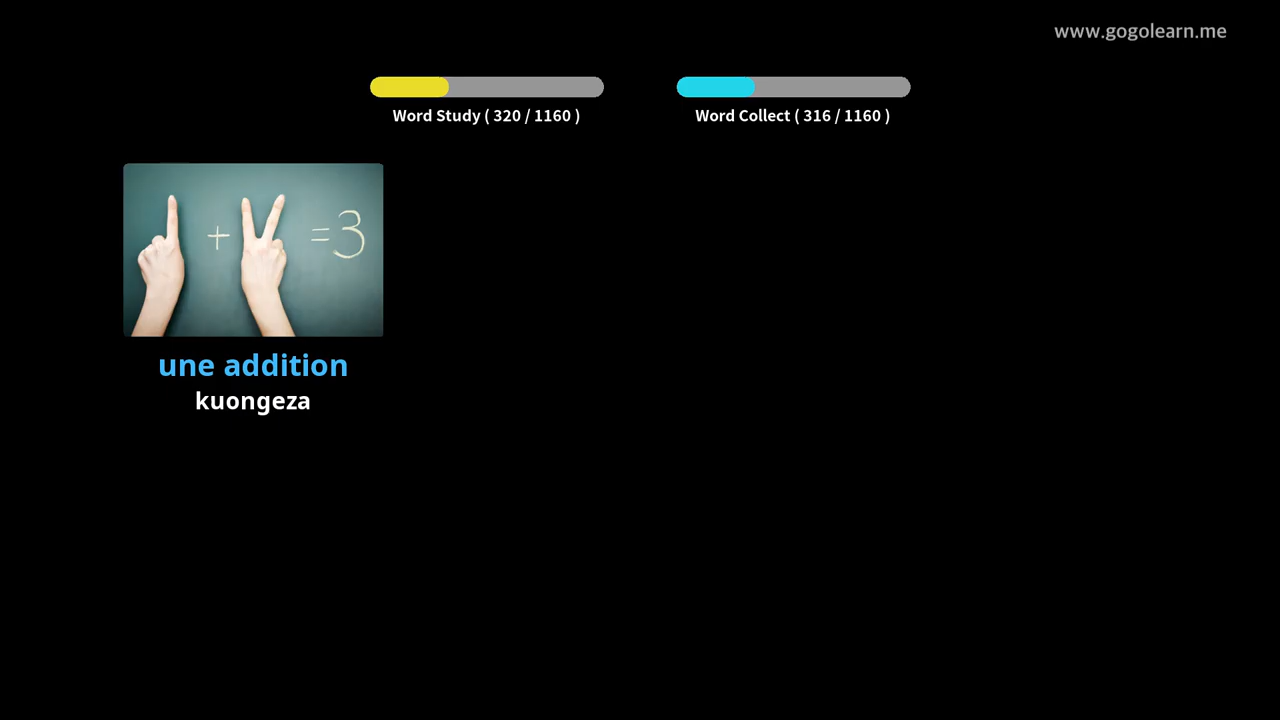 www.gogolearn.me
Word Study ( 320 / 1160 )
Word Collect ( 316 / 1160 )
+ =3
une addition
kuongeza